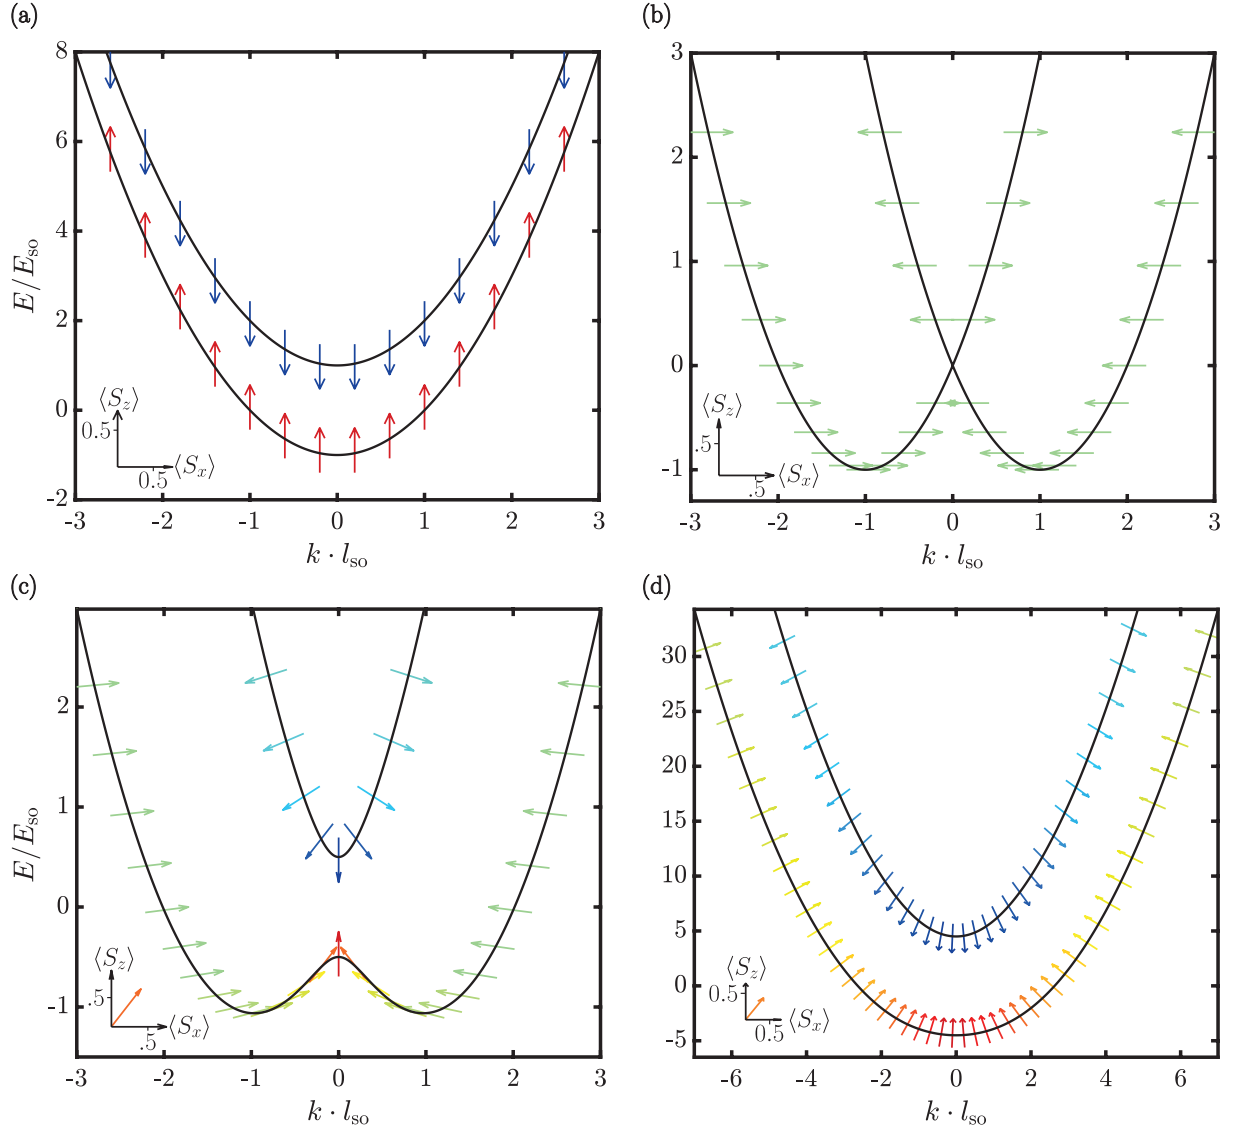 (a)
(b)
8
6
4
2
0
-2
E/E_so
⟨S_z⟩
0.5
0.5
⟨S_x⟩
-3 -2 -1 0 1 2 3
k · l_so
3
2
1
0
-1
⟨S_z⟩
.5
.5
⟨S_x⟩
-3 -2 -1 0 1 2 3
k · l_so
(c)
(d)
2
1
0
-1
E/E_so
⟨S_z⟩
.5
.5
⟨S_x⟩
-3 -2 -1 0 1 2 3
k · l_so
30
25
20
15
10
5
0
-5
⟨S_z⟩
0.5
0.5
⟨S_x⟩
-6 -4 -2 0 2 4 6
k · l_so